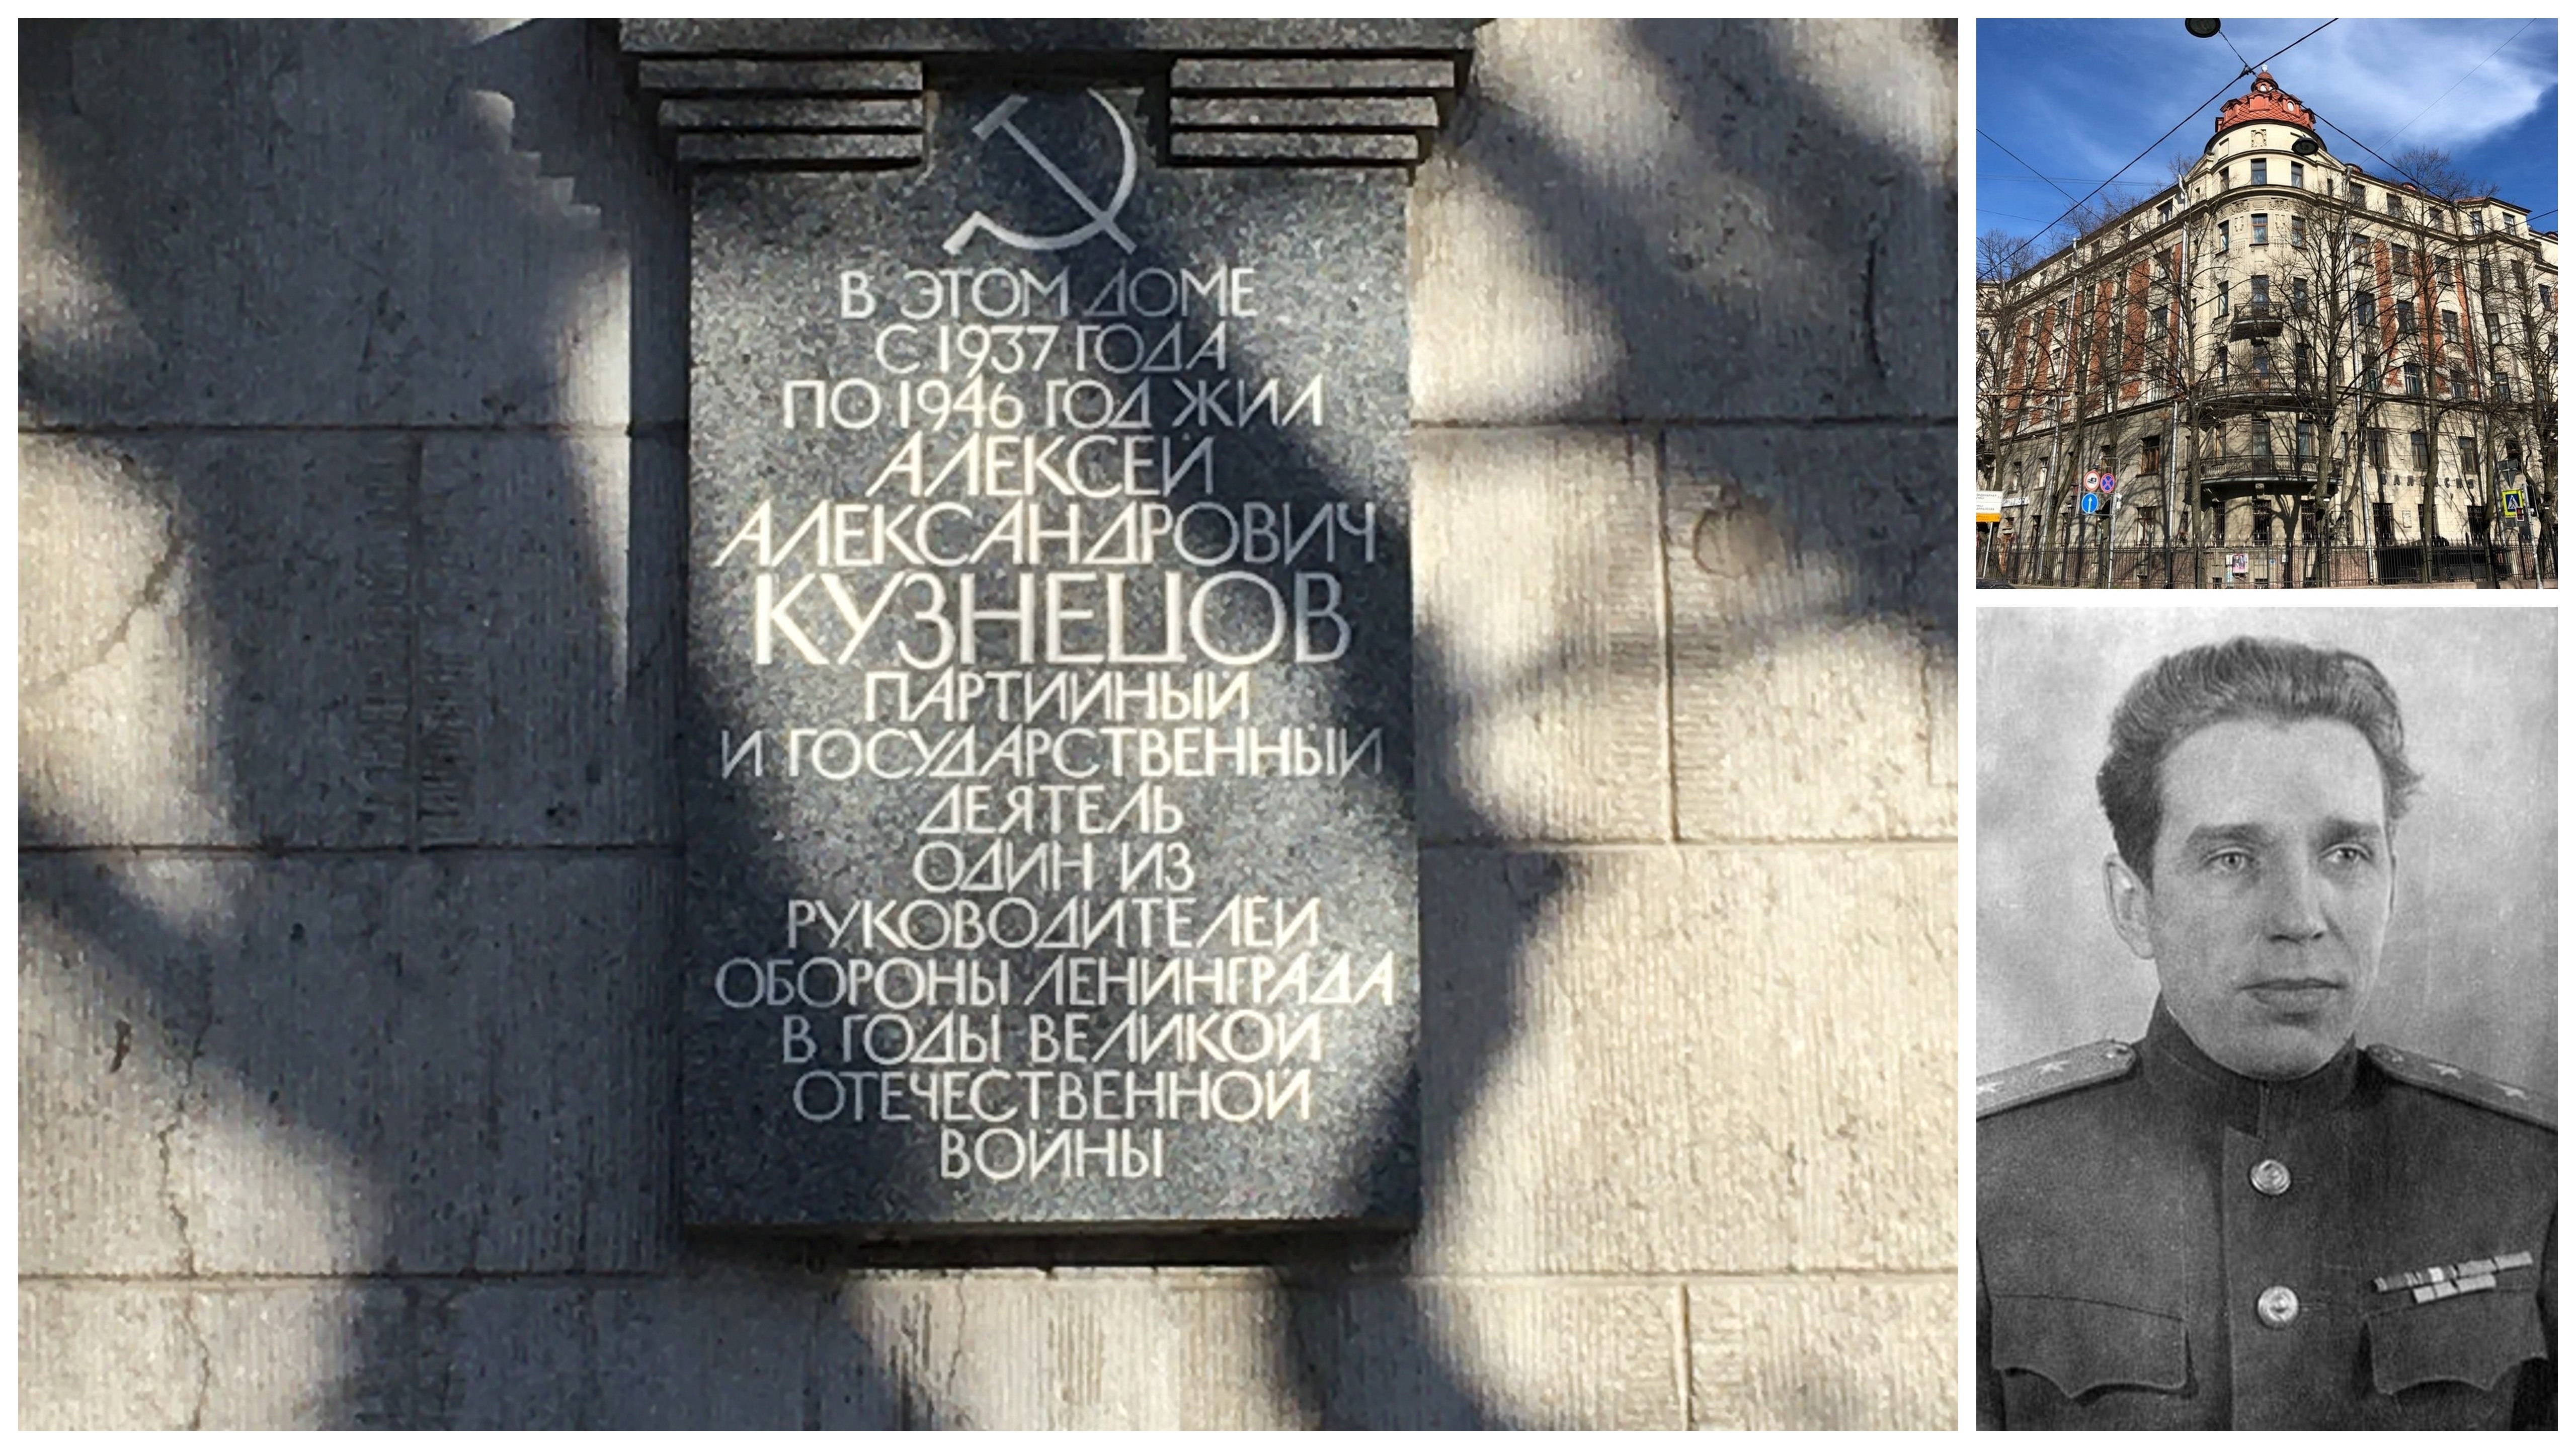 В ЭТОМ ДОМЕ
С 1937 ГОДА
ПО 1946 ГОД ЖИЛ
АЛЕКСЕЙ
АЛЕКСАНДРОВИЧ
КУЗНЕЦОВ
ПАРТИЙНЫЙ
И ГОСУДАРСТВЕННЫЙ
ДЕЯТЕЛЬ
ОДИН ИЗ
РУКОВОДИТЕЛЕЙ
ОБОРОНЫ ЛЕНИНГРАДА
В ГОДЫ ВЕЛИКОЙ
ОТЕЧЕСТВЕННОЙ
ВОЙНЫ